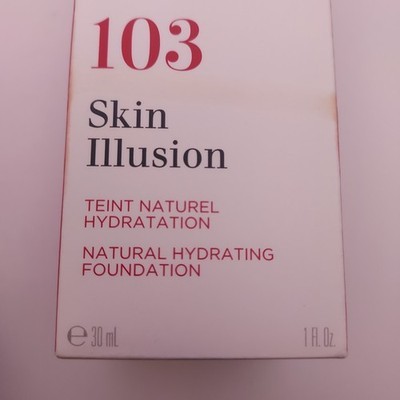 103
Skin
Illusion
TEINT NATUREL
HYDRATATION
NATURAL HYDRATING
FOUNDATION
℮ 30 mL
1 Fl. Oz.